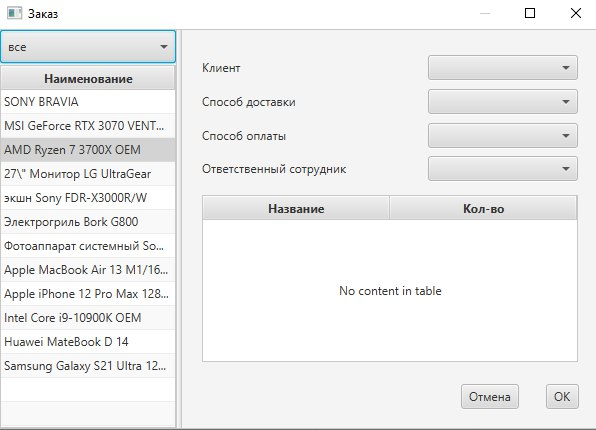 Заказ
все
Наименование
SONY BRAVIA
MSI GeForce RTX 3070 VENT...
AMD Ryzen 7 3700X OEM
27\" Монитор LG UltraGear
экшн Sony FDR-X3000R/W
Электрогриль Bork G800
Фотоаппарат системный So...
Apple MacBook Air 13 M1/16...
Apple iPhone 12 Pro Max 128...
Intel Core i9-10900K OEM
Huawei MateBook D 14
Samsung Galaxy S21 Ultra 12...
Клиент
Способ доставки
Способ оплаты
Ответственный сотрудник
Название Кол-во
No content in table
Отмена OK